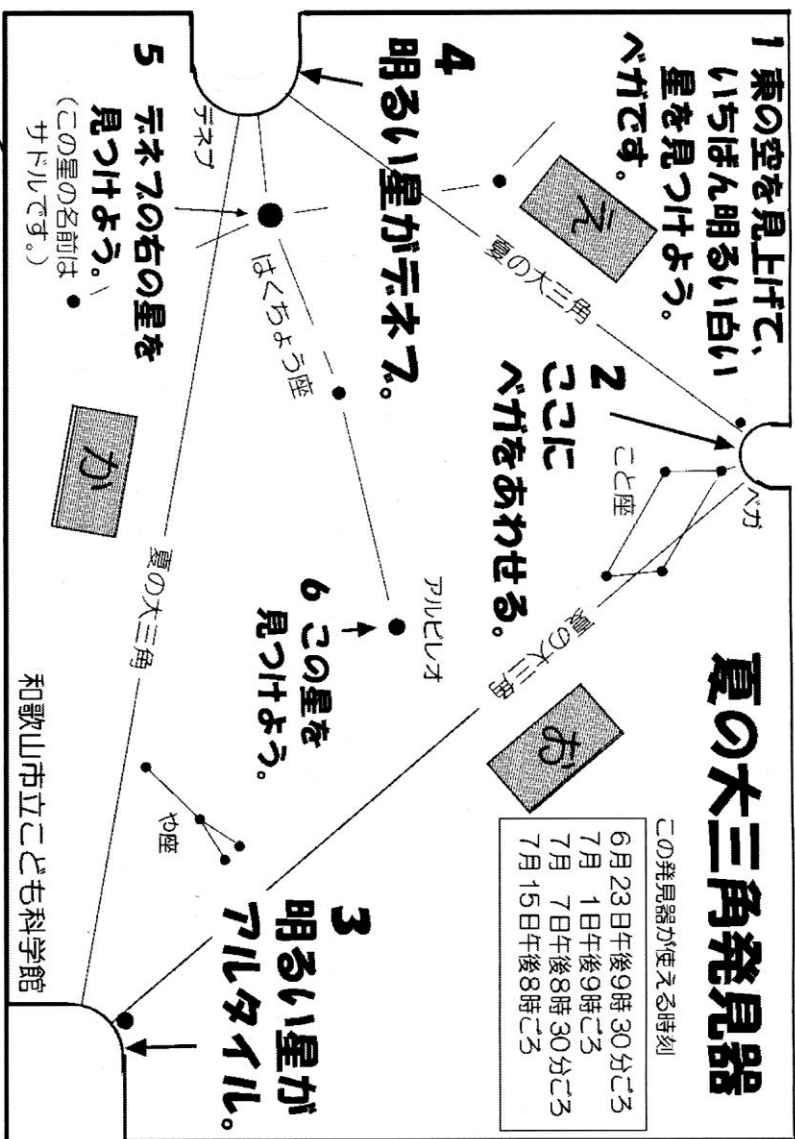 夏の大三角発見器
この発見器が使える時刻
6月23日午後9時30分ごろ
7月 1日午後9時ごろ
7月 7日午後8時30分ごろ
7月15日午後8時ごろ
1 東の空を見上げて、
いちばん明るい白い
星を見つけよう。
ベガです。
2
ここに
ベガをあわせる。
ベガ
こと座
え
夏の大三角
夏の大三角
お
3
明るい星が
アルタイル。
4
明るい星がデネブ。
デネブ
はくちょう座
アルビレオ
5 デネブの右の星を
見つけよう。
(この星の名前は
サドルです。)
6 この星を
見つけよう。
か
夏の大三角
や座
和歌山市立こども科学館